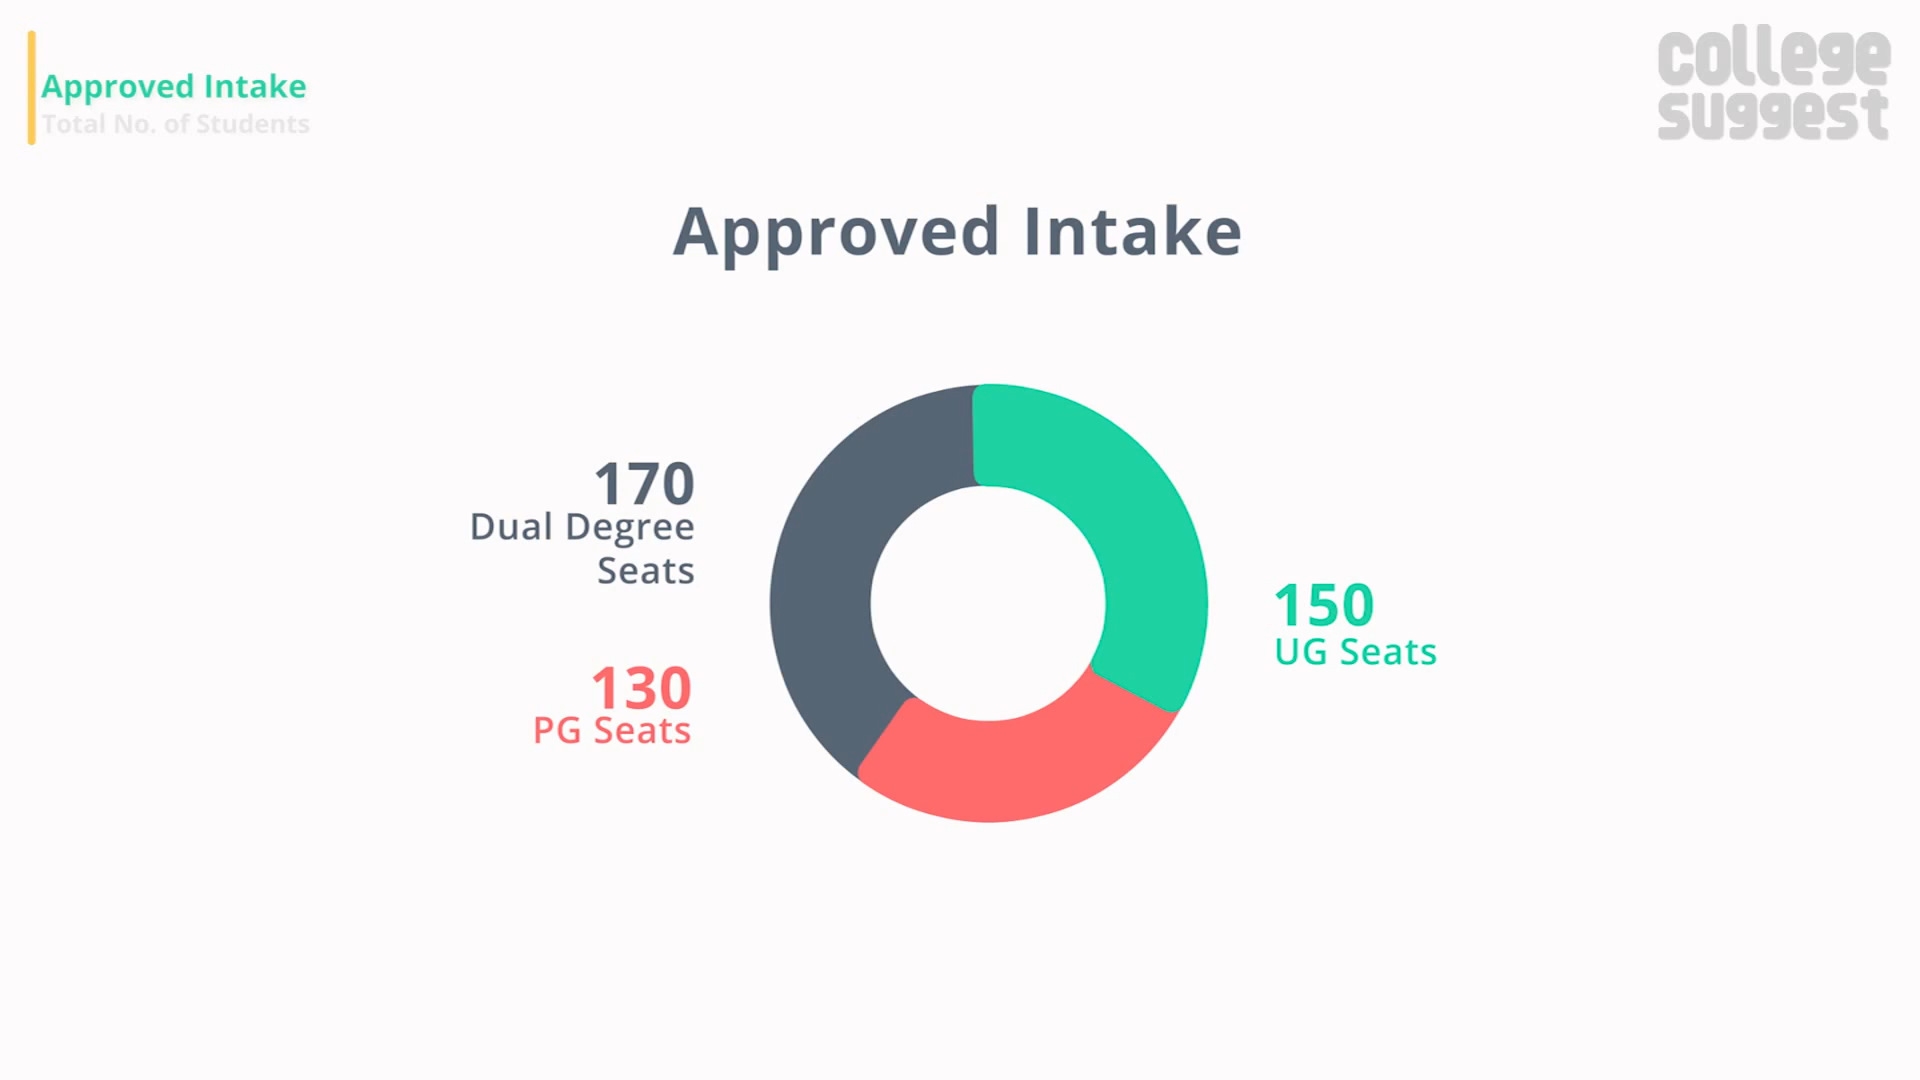 Approved Intake
Total No. of Students
college
suggest
Approved Intake
170
Dual Degree
Seats
130
PG Seats
150
UG Seats